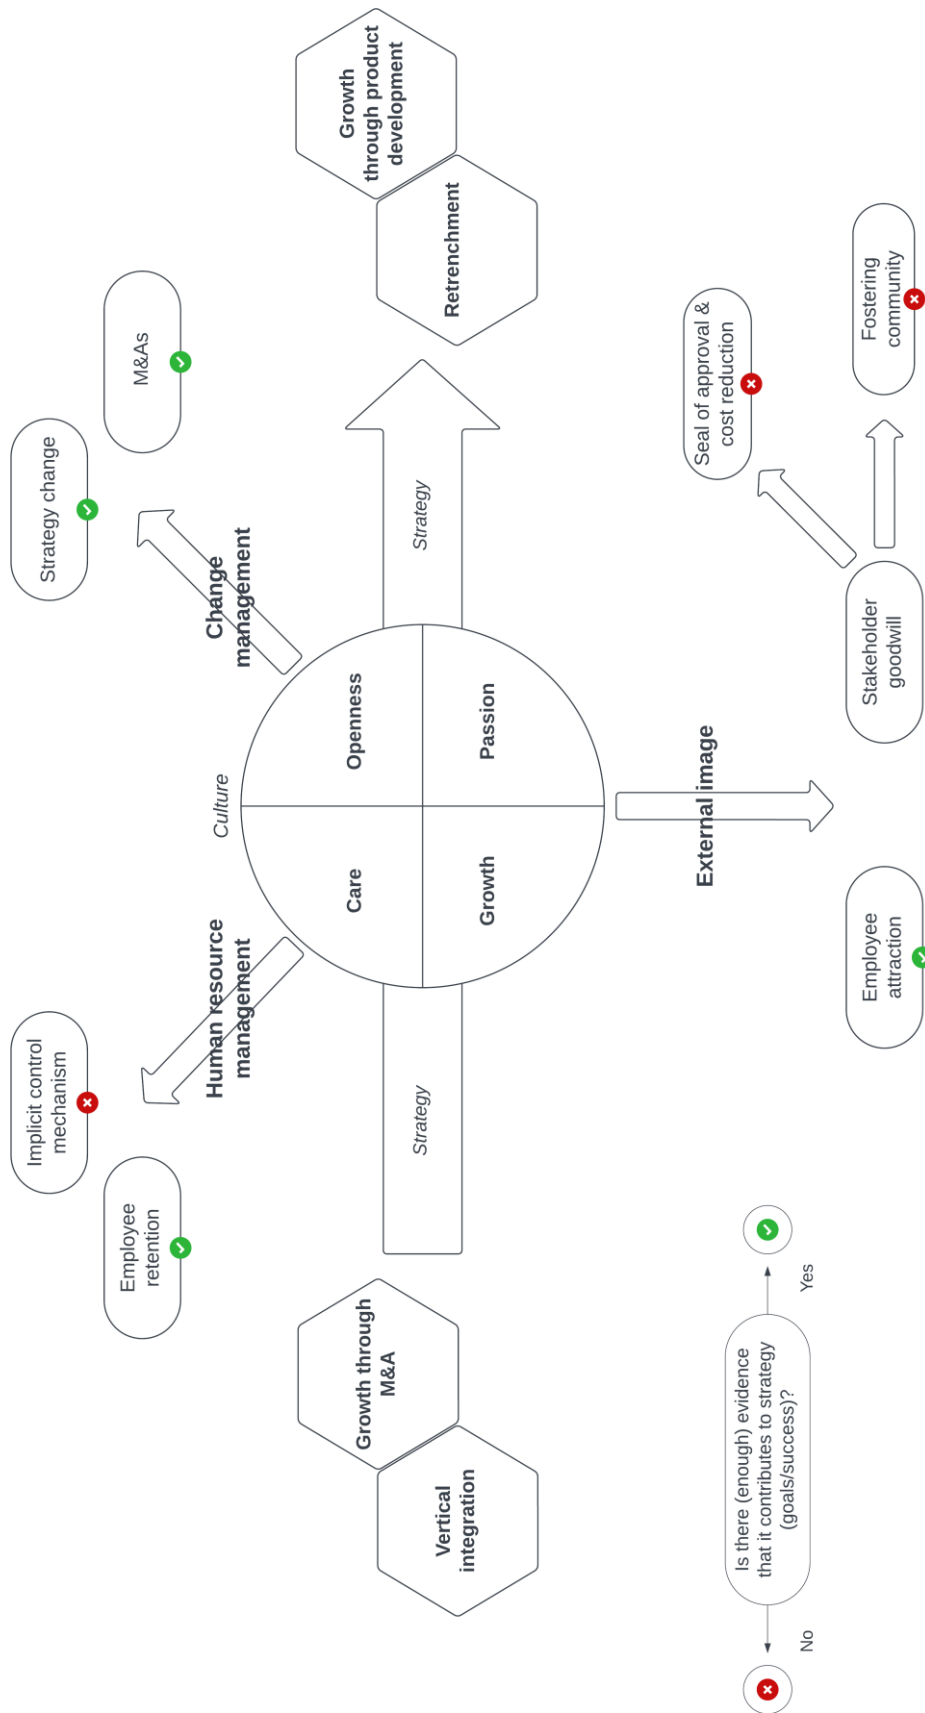 Implicit control
mechanism
Strategy change
Employee
retention
M&As
Human resource
management
Change
management
Culture
Growth through
M&A
Growth
through product
development
Care
Openness
Strategy
Strategy
Vertical
integration
Retrenchment
Growth
Passion
External image
Seal of approval &
cost reduction
Is there (enough) evidence
that it contributes to strategy
(goals/success)?
No
Yes
Employee
attraction
Stakeholder
goodwill
Fostering
community